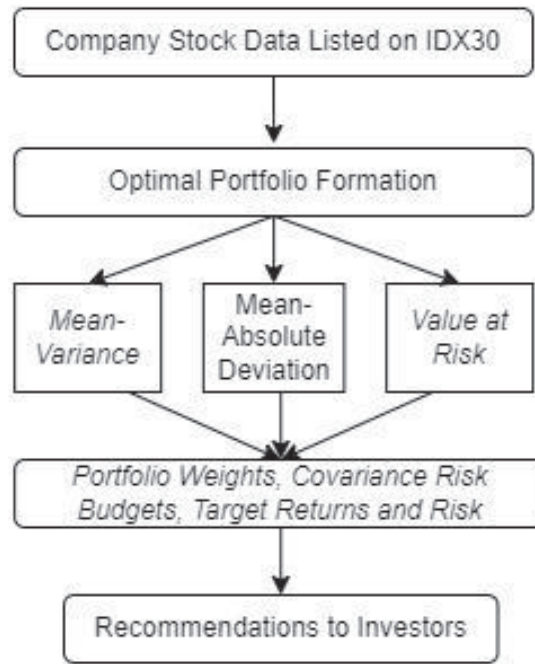 Company Stock Data Listed on IDX30
Optimal Portfolio Formation
Mean-
Variance
Mean-
Absolute
Deviation
Value at
Risk
Portfolio Weights, Covariance Risk
Budgets, Target Returns and Risk
Recommendations to Investors